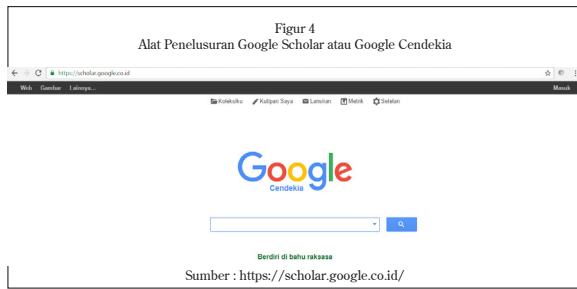 Figur 4
Alat Penelusuran Google Scholar atau Google Cendekia
https://scholar.google.co.id
Web Gambar Lainnya... Masuk
Koleksiku Kutipan Saya Lansiran Metrik Setelan
Google
Cendekia
Berdiri di bahu raksasa
Sumber : https://scholar.google.co.id/